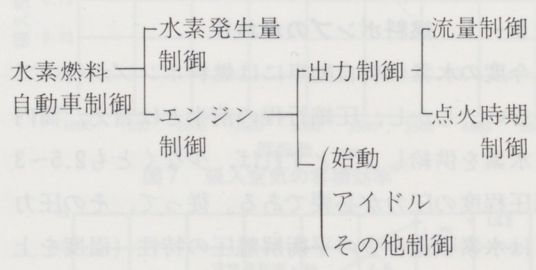 水素燃料
自動車制御
水素発生量
制御
エンジン
制御
出力制御
流量制御
点火時期
制御
始動
アイドル
その他制御